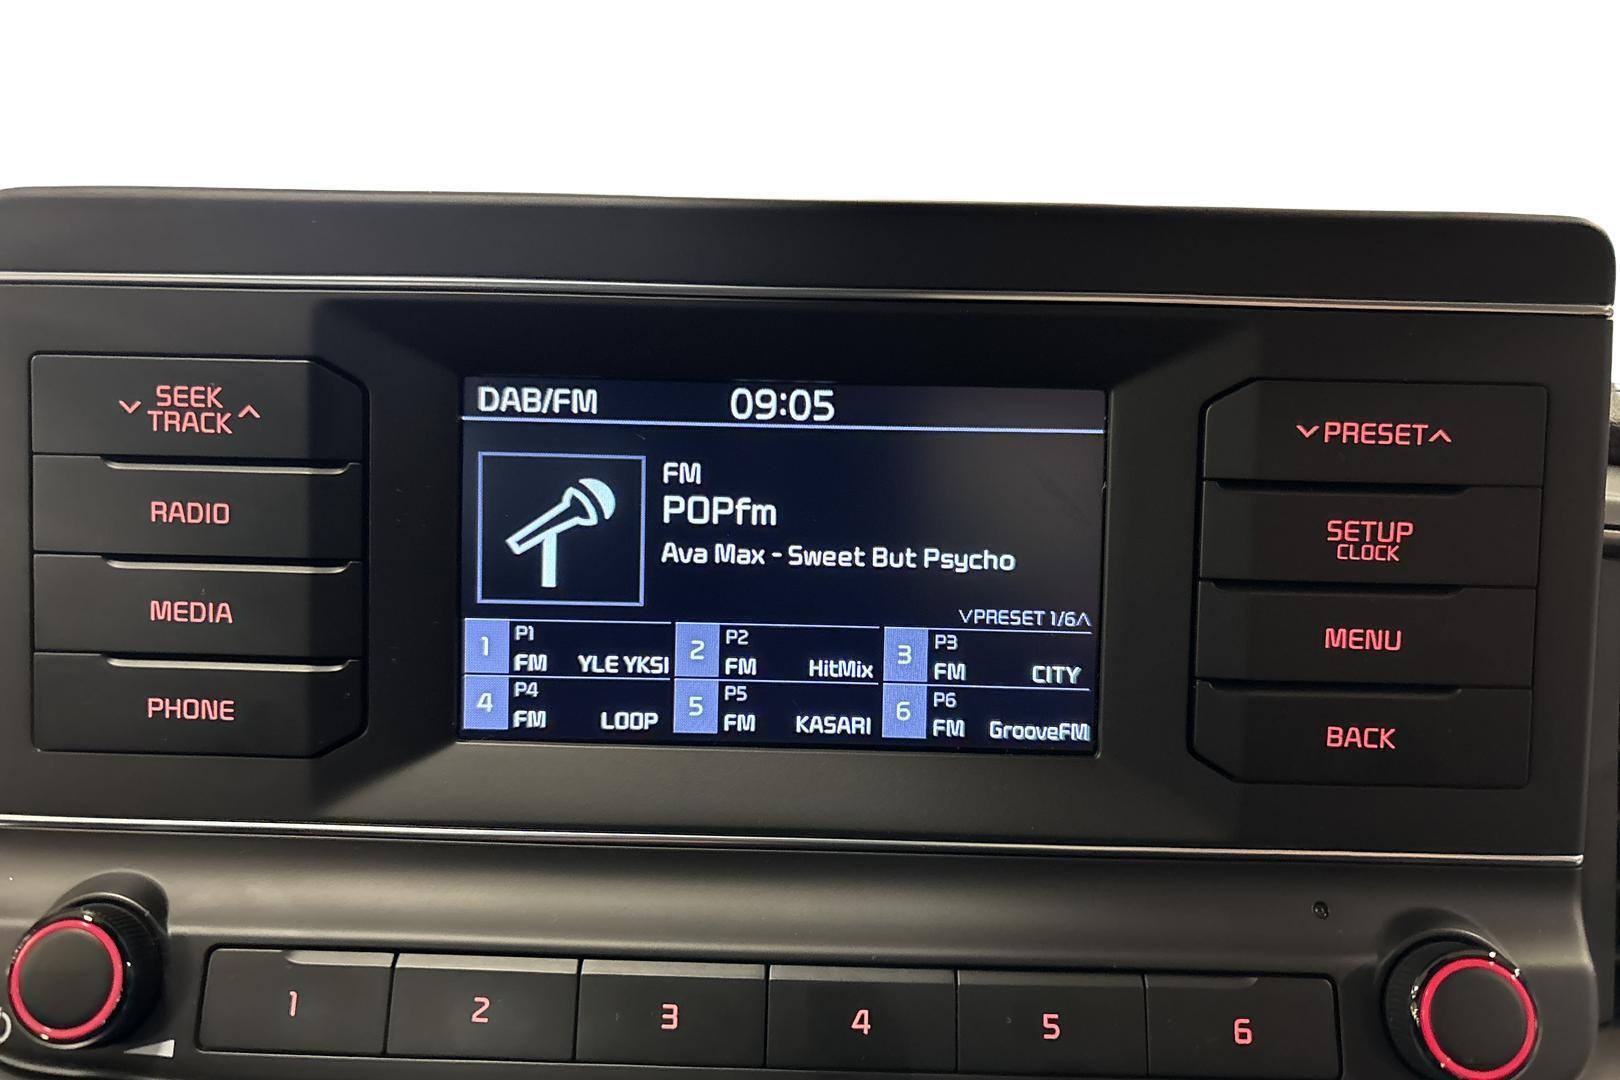 DAB/FM 09:05
FM
POPfm
Ava Max - Sweet But Psycho
PRESET 1/6
1 P1 FM YLE YKSI
2 P2 FM HitMix
3 P3 FM CITY
4 P4 FM LOOP
5 P5 FM KASARI
6 P6 FM GrooveFM
SEEK
TRACK
RADIO
MEDIA
PHONE
PRESET
SETUP
CLOCK
MENU
BACK
1 2 3 4 5 6